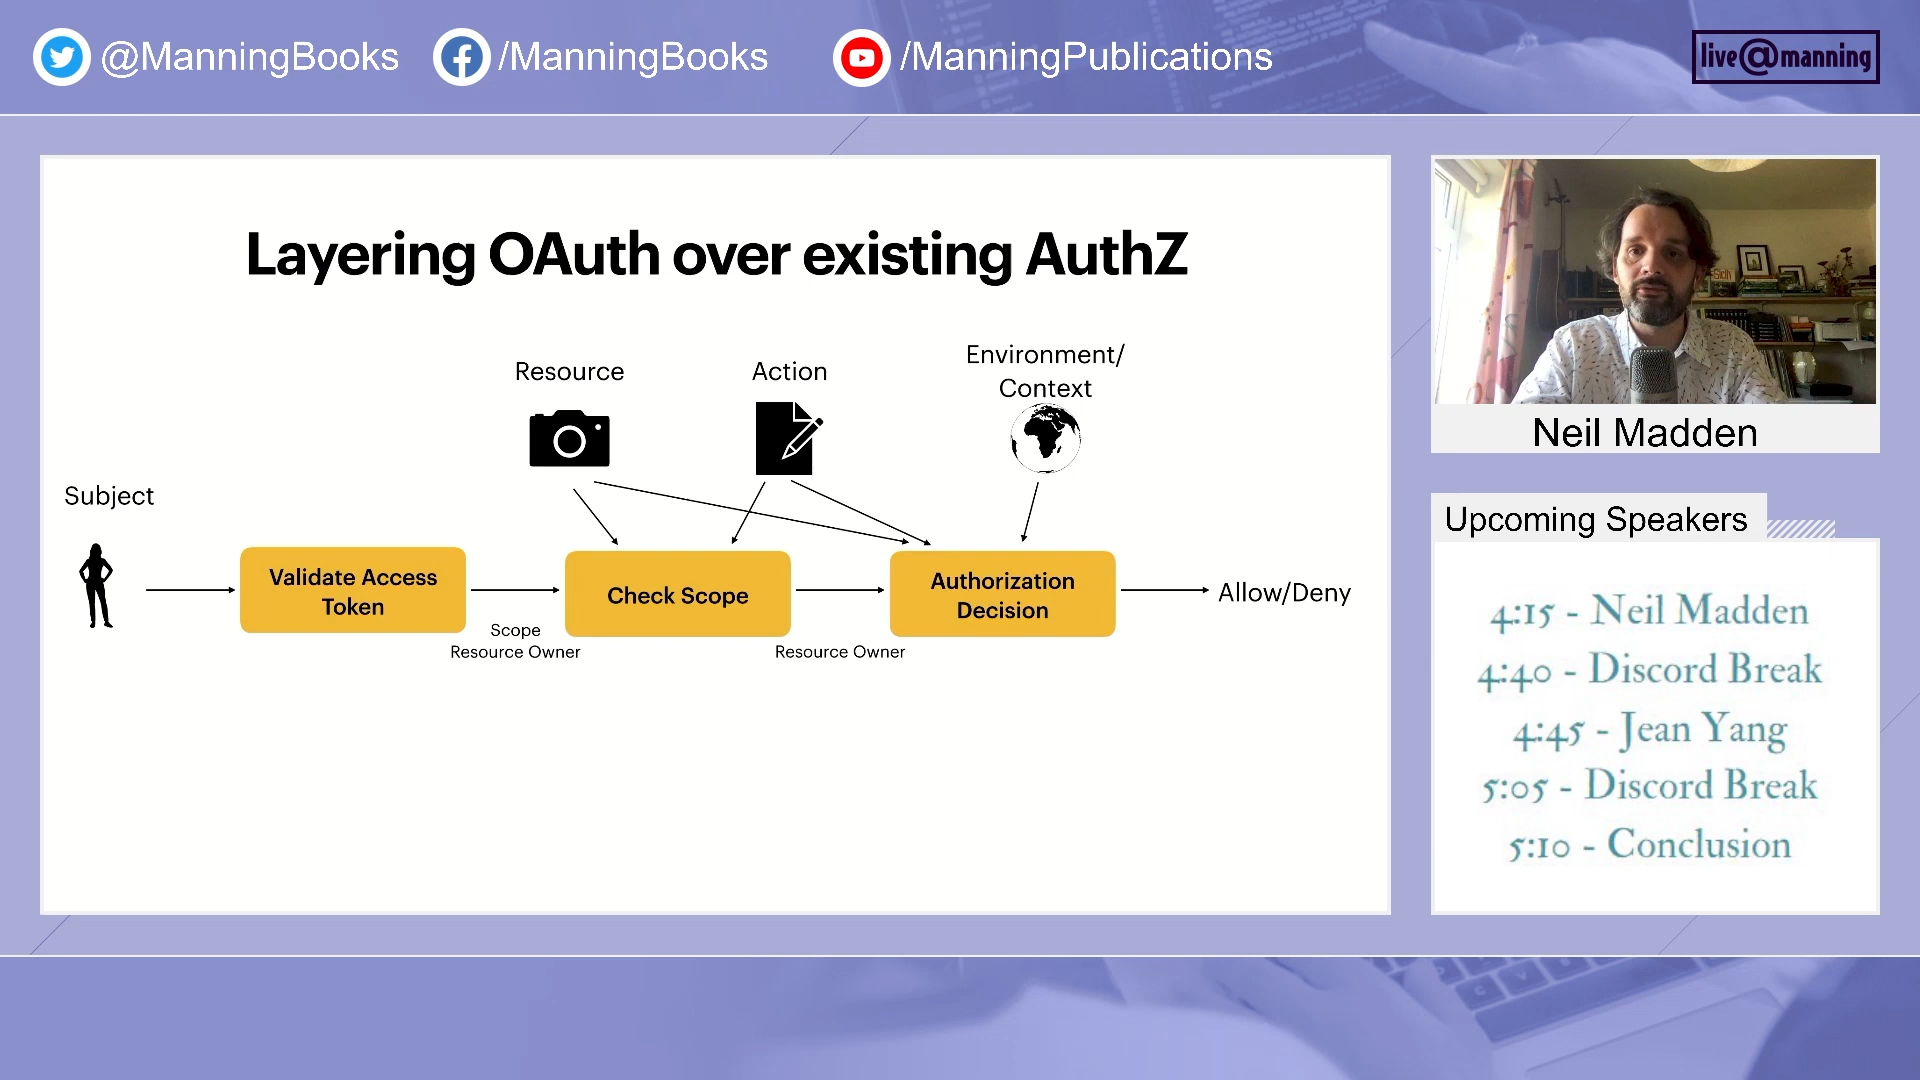 @ManningBooks
/ManningBooks
/ManningPublications
live@manning
Layering OAuth over existing AuthZ
Resource
Action
Environment/
Context
Subject
Validate Access
Token
Check Scope
Authorization
Decision
Allow/Deny
Scope
Resource Owner
Resource Owner
Neil Madden
Upcoming Speakers
4:15 - Neil Madden
4:40 - Discord Break
4:45 - Jean Yang
5:05 - Discord Break
5:10 - Conclusion